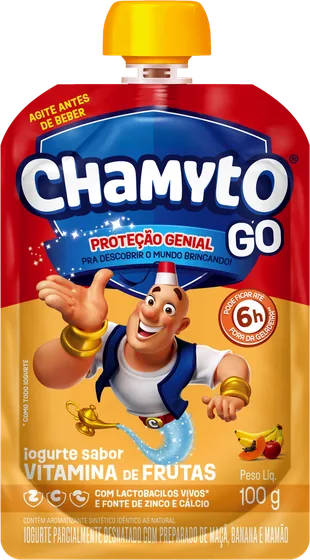 AGITE ANTES
DE BEBER
CHAMYTO®
GO
PROTEÇÃO GENIAL
PRA DESCOBRIR O MUNDO BRINCANDO!
PODE FICAR ATÉ
6h
FORA DA GELADEIRA*
*COMO TODO IOGURTE
iogurte sabor
VITAMINA DE FRUTAS
COM LACTOBACILOS VIVOS*
E FONTE DE ZINCO E CÁLCIO
Peso Líq.
100 g
CONTÉM AROMATIZANTE SINTÉTICO IDÊNTICO AO NATURAL
IOGURTE PARCIALMENTE DESNATADO COM PREPARADO DE MAÇÃ, BANANA E MAMÃO